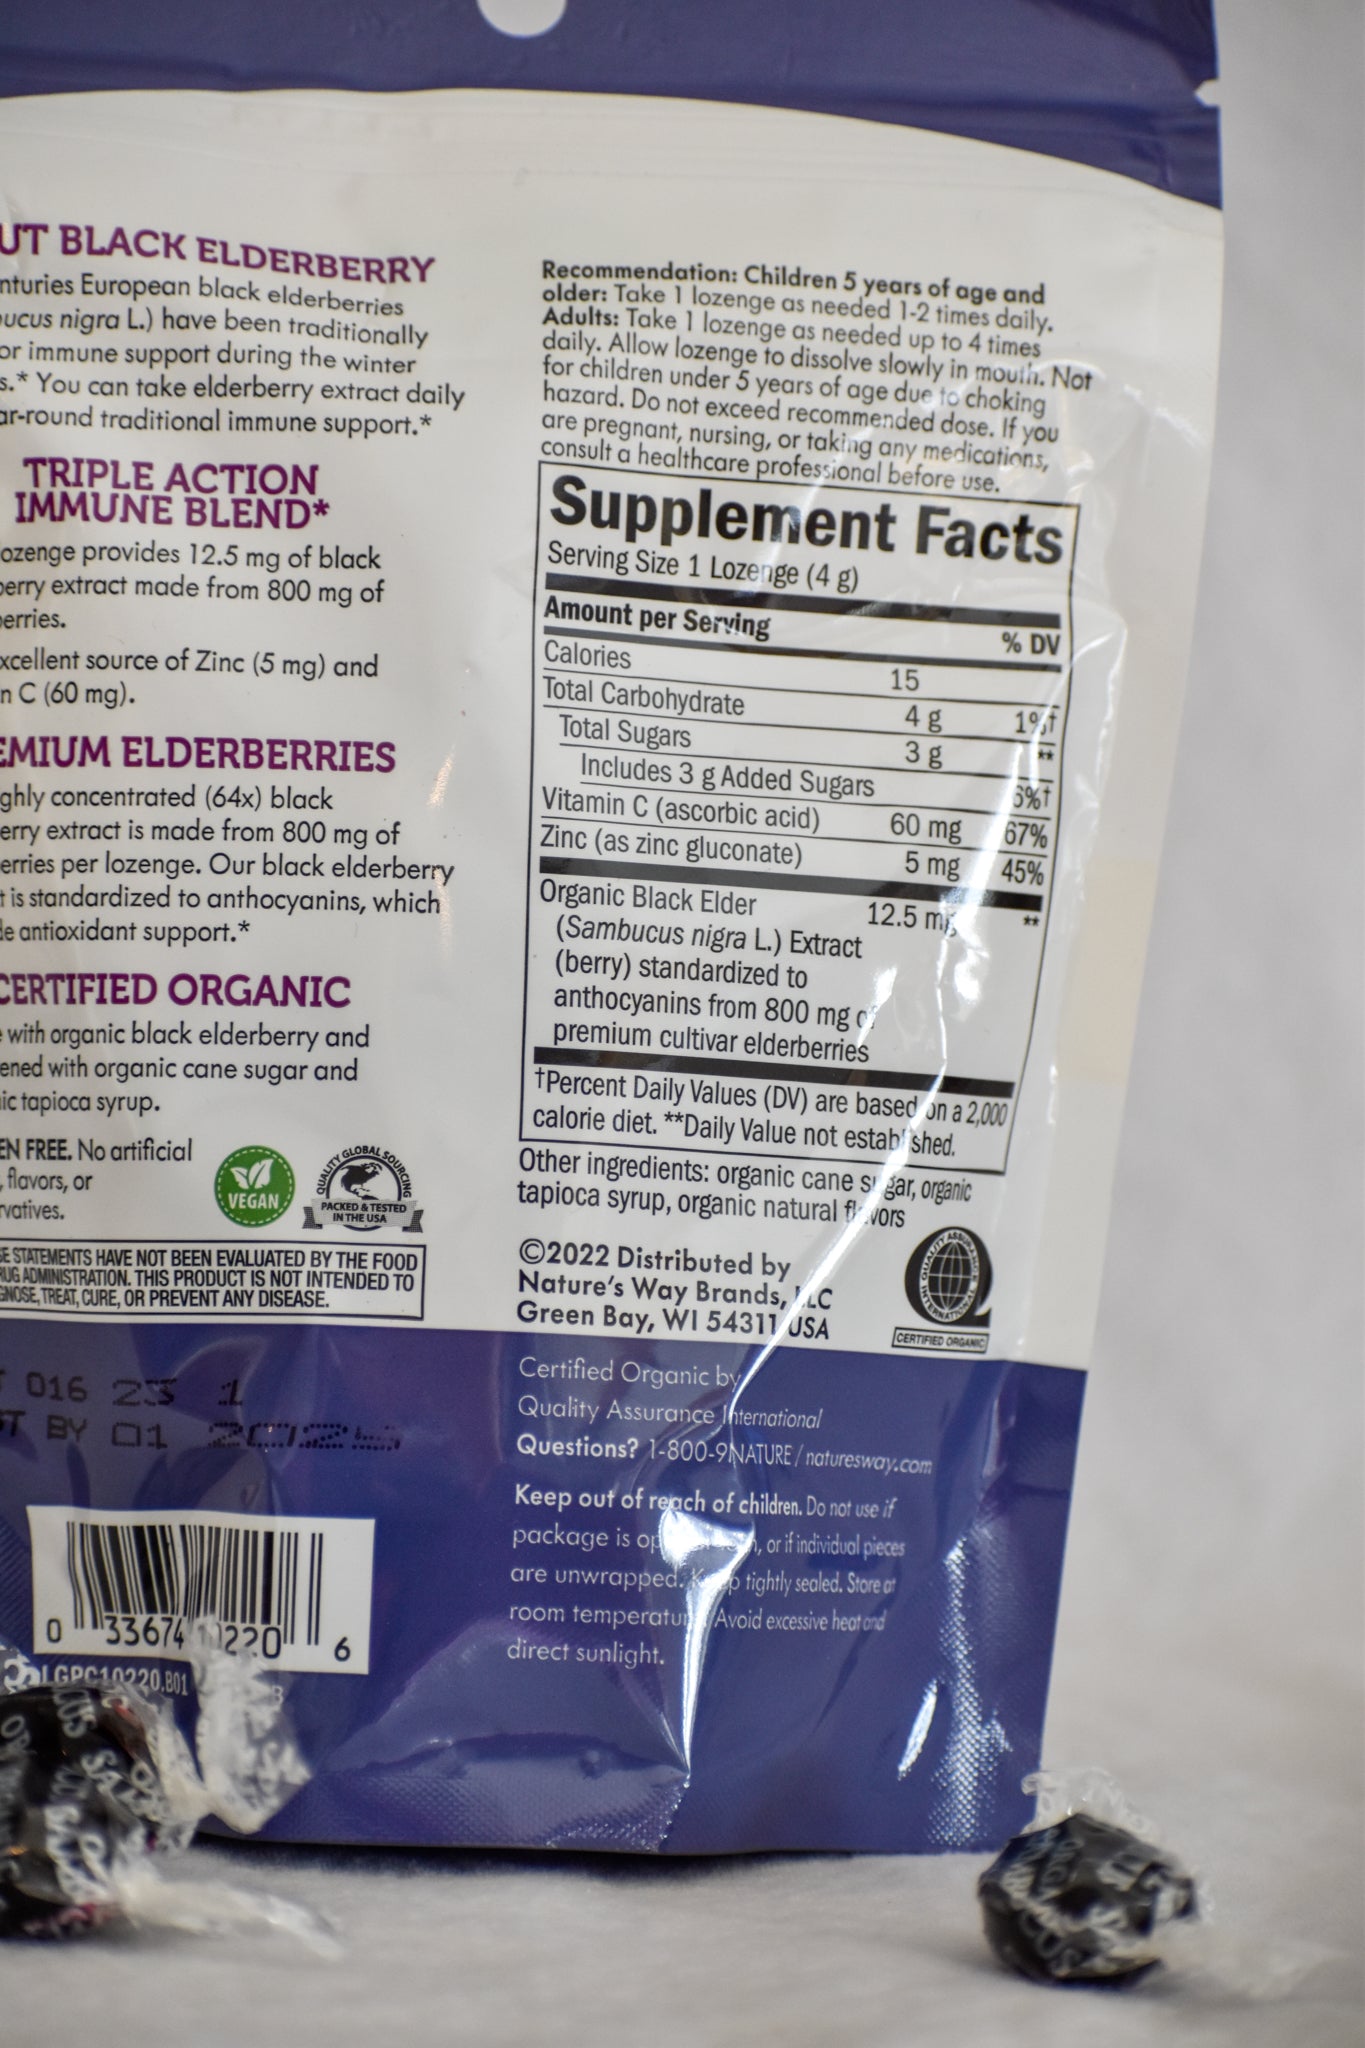 UT BLACK ELDERBERRY
nturies European black elderberries
ucus nigra L.) have been traditionally
or immune support during the winter
s.* You can take elderberry extract daily
ar-round traditional immune support.*
TRIPLE ACTION
IMMUNE BLEND*
ozenge provides 12.5 mg of black
berry extract made from 800 mg of
erries.
xcellent source of Zinc (5 mg) and
n C (60 mg).
EMIUM ELDERBERRIES
ghly concentrated (64x) black
erry extract is made from 800 mg of
erries per lozenge. Our black elderberry
t is standardized to anthocyanins, which
de antioxidant support.*
CERTIFIED ORGANIC
e with organic black elderberry and
ened with organic cane sugar and
ic tapioca syrup.
EN FREE. No artificial
, flavors, or
rvatives.
VEGAN
QUALITY GLOBAL SOURCING
PACKED & TESTED
IN THE USA
SE STATEMENTS HAVE NOT BEEN EVALUATED BY THE FOOD
RUG ADMINISTRATION. THIS PRODUCT IS NOT INTENDED TO
GNOSE, TREAT, CURE, OR PREVENT ANY DISEASE.
T 016 23 1
ST BY 01 2025
0 33674 10220 6
LGPC10220.B01
Recommendation: Children 5 years of age and
older: Take 1 lozenge as needed 1-2 times daily.
Adults: Take 1 lozenge as needed up to 4 times
daily. Allow lozenge to dissolve slowly in mouth. Not
for children under 5 years of age due to choking
hazard. Do not exceed recommended dose. If you
are pregnant, nursing, or taking any medications,
consult a healthcare professional before use.
Supplement Facts
Serving Size 1 Lozenge (4 g)
Amount per Serving % DV
Calories 15
Total Carbohydrate 4 g 1%†
Total Sugars 3 g **
Includes 3 g Added Sugars 6%†
Vitamin C (ascorbic acid) 60 mg 67%
Zinc (as zinc gluconate) 5 mg 45%
Organic Black Elder 12.5 mg **
(Sambucus nigra L.) Extract
(berry) standardized to
anthocyanins from 800 mg of
premium cultivar elderberries
†Percent Daily Values (DV) are based on a 2,000
calorie diet. **Daily Value not established.
Other ingredients: organic cane sugar, organic
tapioca syrup, organic natural flavors
©2022 Distributed by
Nature's Way Brands, LLC
Green Bay, WI 54311 USA
QUALITY ASSURANCE INTERNATIONAL
CERTIFIED ORGANIC
Certified Organic by
Quality Assurance International
Questions? 1-800-9NATURE / naturesway.com
Keep out of reach of children. Do not use if
package is op n, or if individual pieces
are unwrapped. Keep tightly sealed. Store at
room temperature. Avoid excessive heat and
direct sunlight.